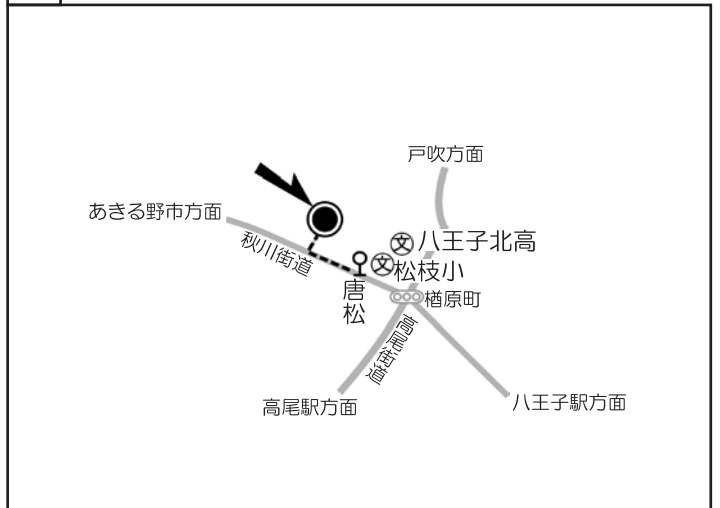 戸吹方面
あきる野市方面
秋川街道
㊛八王子北高
㊛松枝小
唐松
楢原町
高尾街道
高尾駅方面
八王子駅方面